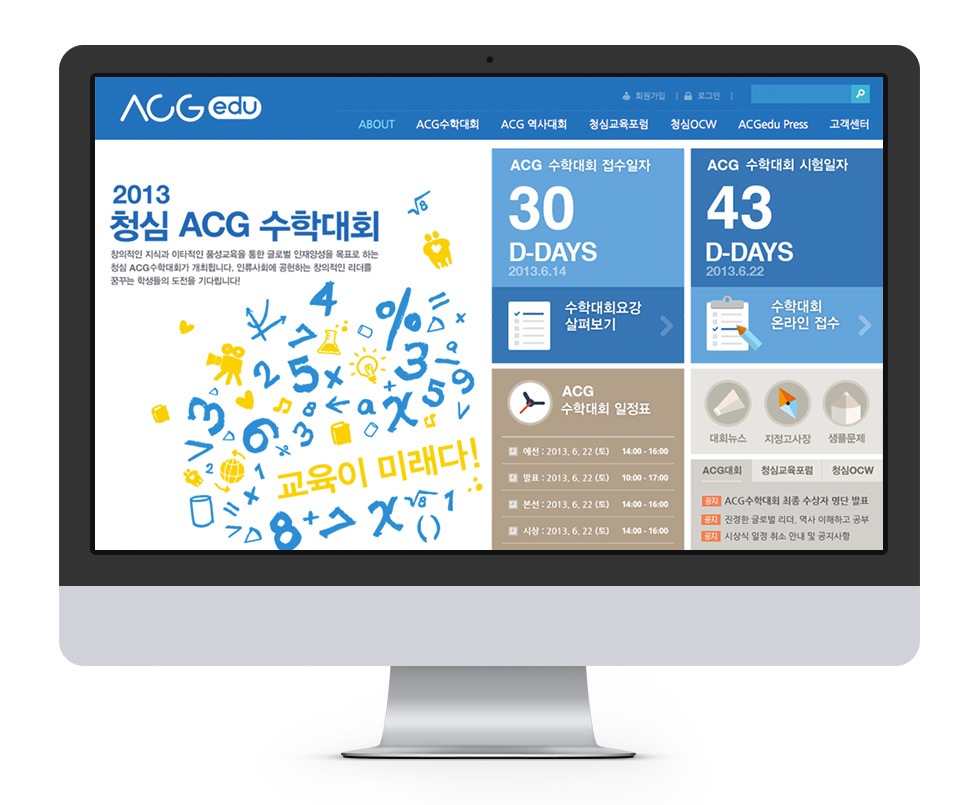 ACG edu
회원가입 | 로그인 |
ABOUT ACG수학대회 ACG 역사대회 청심교육포럼 청심OCW ACGedu Press 고객센터
2013
청심 ACG 수학대회
창의적인 지식과 이타적인 품성교육을 통한 글로벌 인재양성을 목표로 하는
청심 ACG수학대회가 개최됩니다. 인류사회에 공헌하는 창의적인 리더를
꿈꾸는 학생들의 도전을 기다립니다!
교육이 미래다!
ACG 수학대회 접수일자
30
D-DAYS
2013.6.14
수학대회요강
살펴보기
ACG 수학대회 시험일자
43
D-DAYS
2013.6.22
수학대회
온라인 접수
ACG
수학대회 일정표
예선 : 2013. 6. 22 (토) 14:00 - 16:00
발표 : 2013. 6. 22 (토) 10:00 - 17:00
본선 : 2013. 6. 22 (토) 14:00 - 16:00
시상 : 2013. 6. 22 (토) 14:00 - 16:00
대회뉴스 지정고사장 샘플문제
ACG대회 청심교육포럼 청심OCW
공지 ACG수학대회 최종 수상자 명단 발표
공지 진정한 글로벌 리더, 역사 이해하고 공부
공지 시상식 일정 취소 안내 및 공지사항